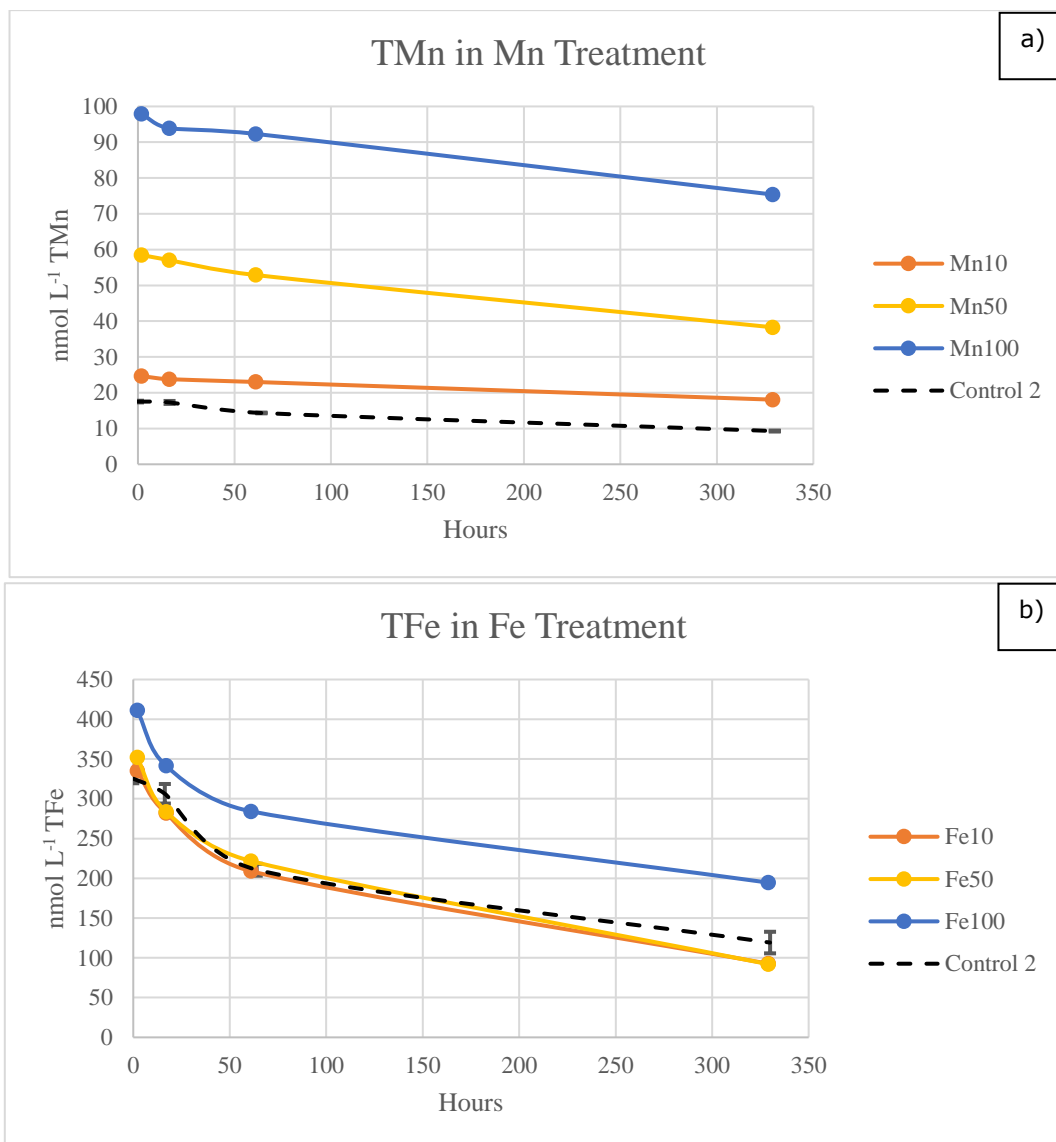 a)
TMn in Mn Treatment
100
90
80
70
60
50
40
30
20
10
0
nmol L⁻¹ TMn
0 50 100 150 200 250 300 350
Hours
Mn10
Mn50
Mn100
Control 2
b)
TFe in Fe Treatment
450
400
350
300
250
200
150
100
50
0
nmol L⁻¹ TFe
0 50 100 150 200 250 300 350
Hours
Fe10
Fe50
Fe100
Control 2